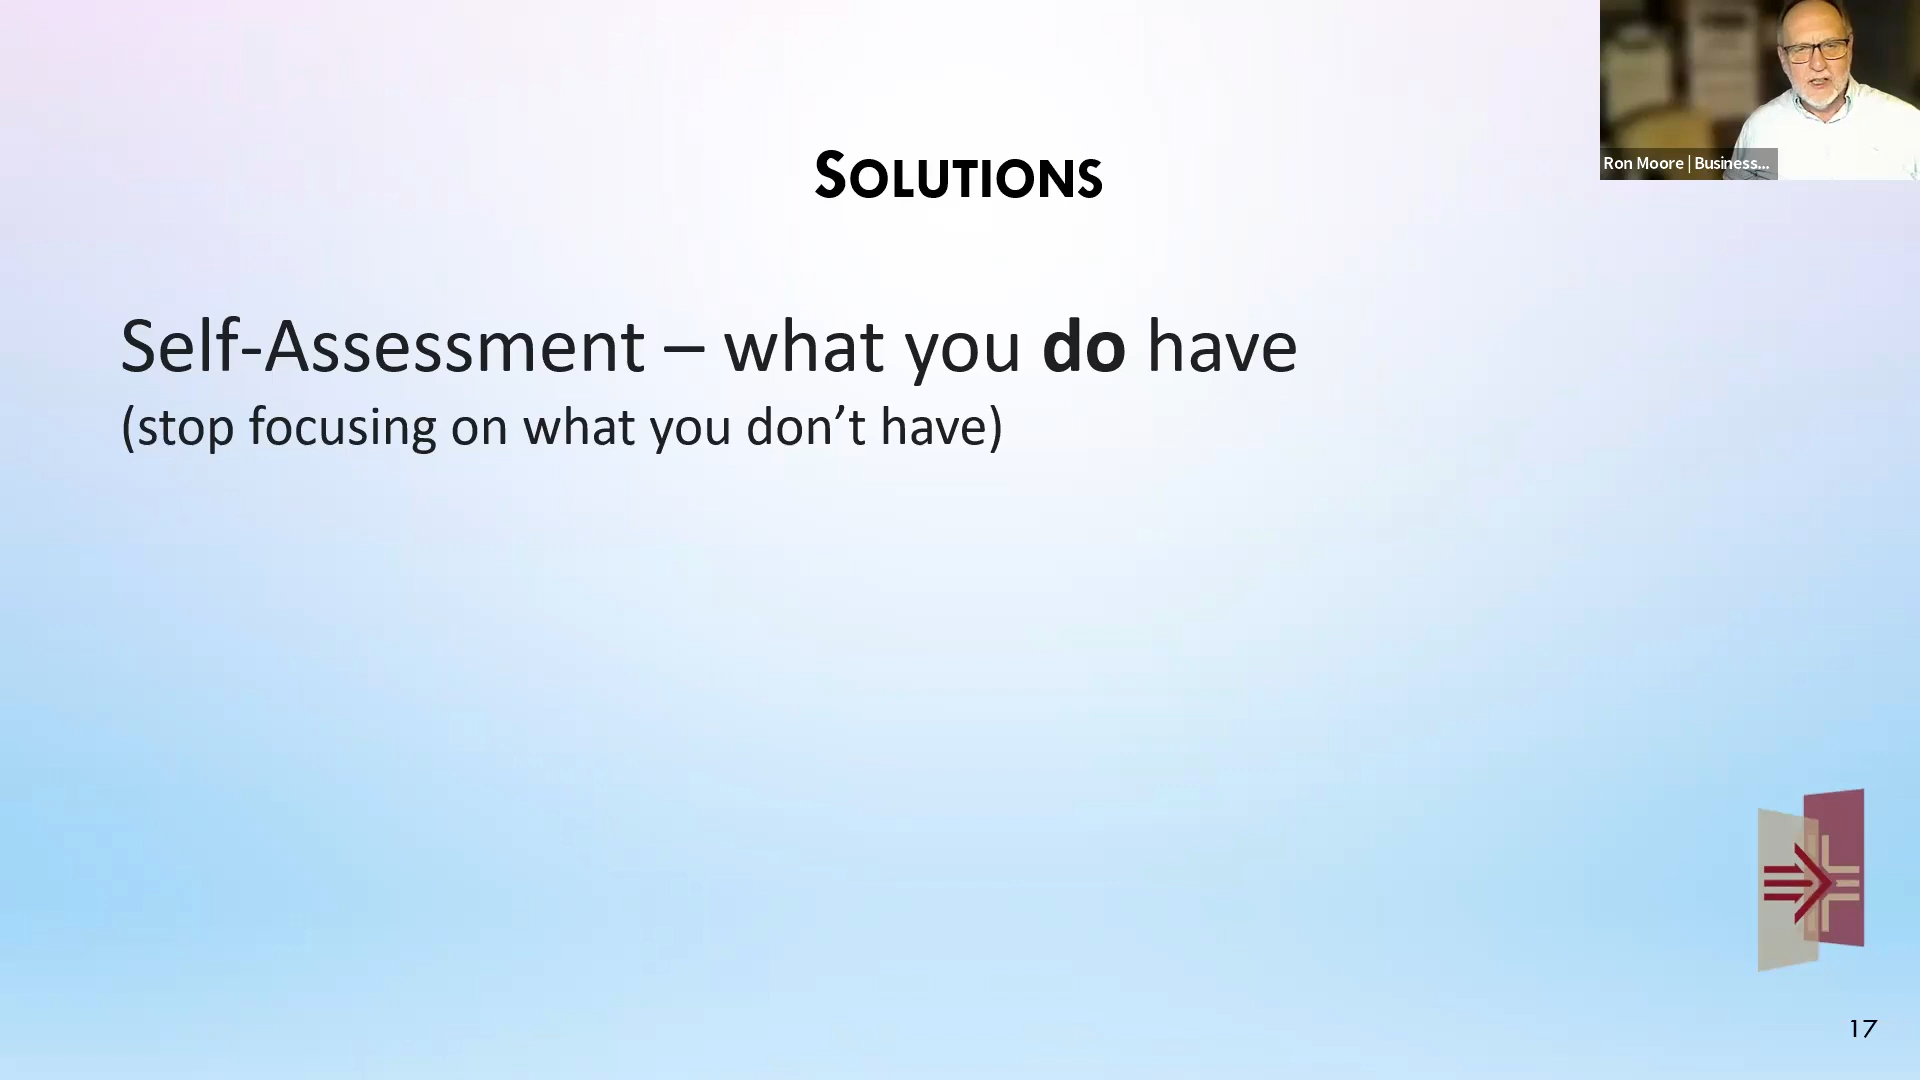 Ron Moore | Business...
SOLUTIONS
Self-Assessment – what you do have
(stop focusing on what you don’t have)
17